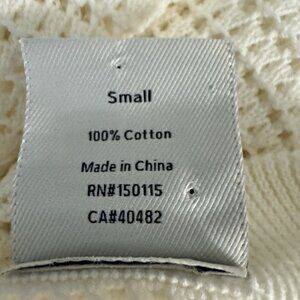 Small
100% Cotton
Made in China
RN#150115
CA#40482